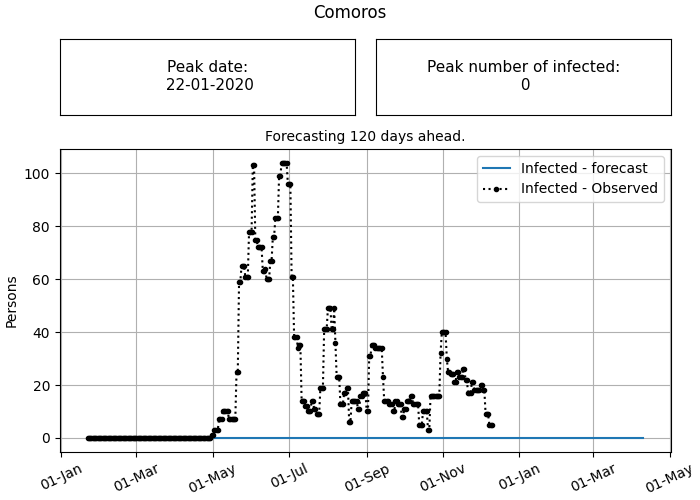 Comoros
Peak date:
22-01-2020
Peak number of infected:
0
Forecasting 120 days ahead.
Infected - forecast
Infected - Observed
Persons
100
80
60
40
20
0
01-Jan
01-Mar
01-May
01-Jul
01-Sep
01-Nov
01-Jan
01-Mar
01-May